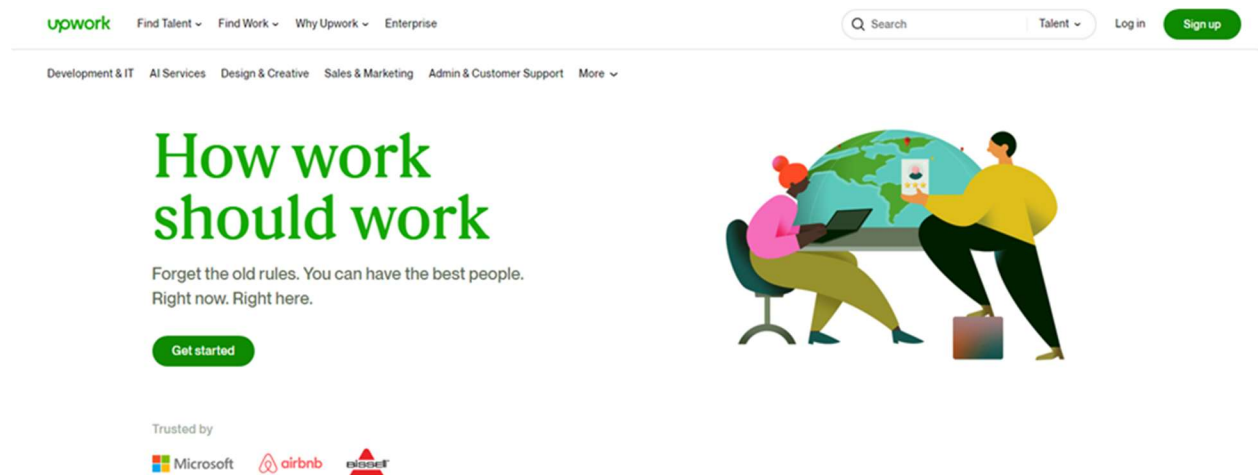 upwork Find Talent Find Work Why Upwork Enterprise Search Talent Log in Sign up
Development & IT AI Services Design & Creative Sales & Marketing Admin & Customer Support More
How work
should work
Forget the old rules. You can have the best people.
Right now. Right here.
Get started
Trusted by
Microsoft airbnb BISSELL